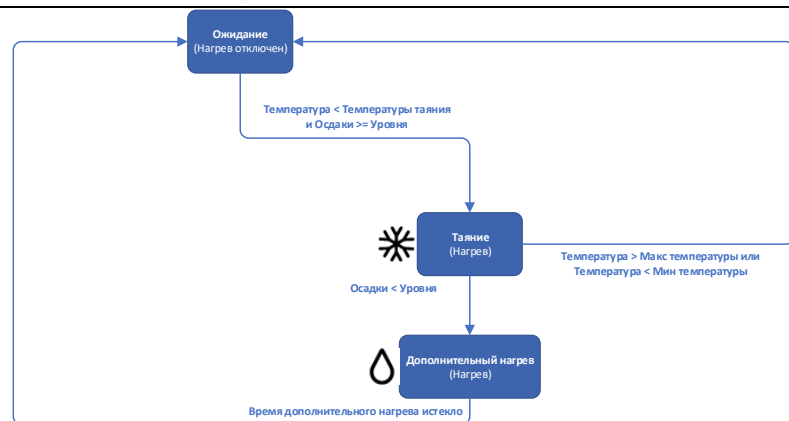 Ожидание
(Нагрев отключен)
Температура < Температуры таяния
и Осдаки >= Уровня
Таяние
(Нагрев)
Температура > Макс температуры или
Температура < Мин температуры
Осадки < Уровня
Дополнительный нагрев
(Нагрев)
Время дополнительного нагрева истекло